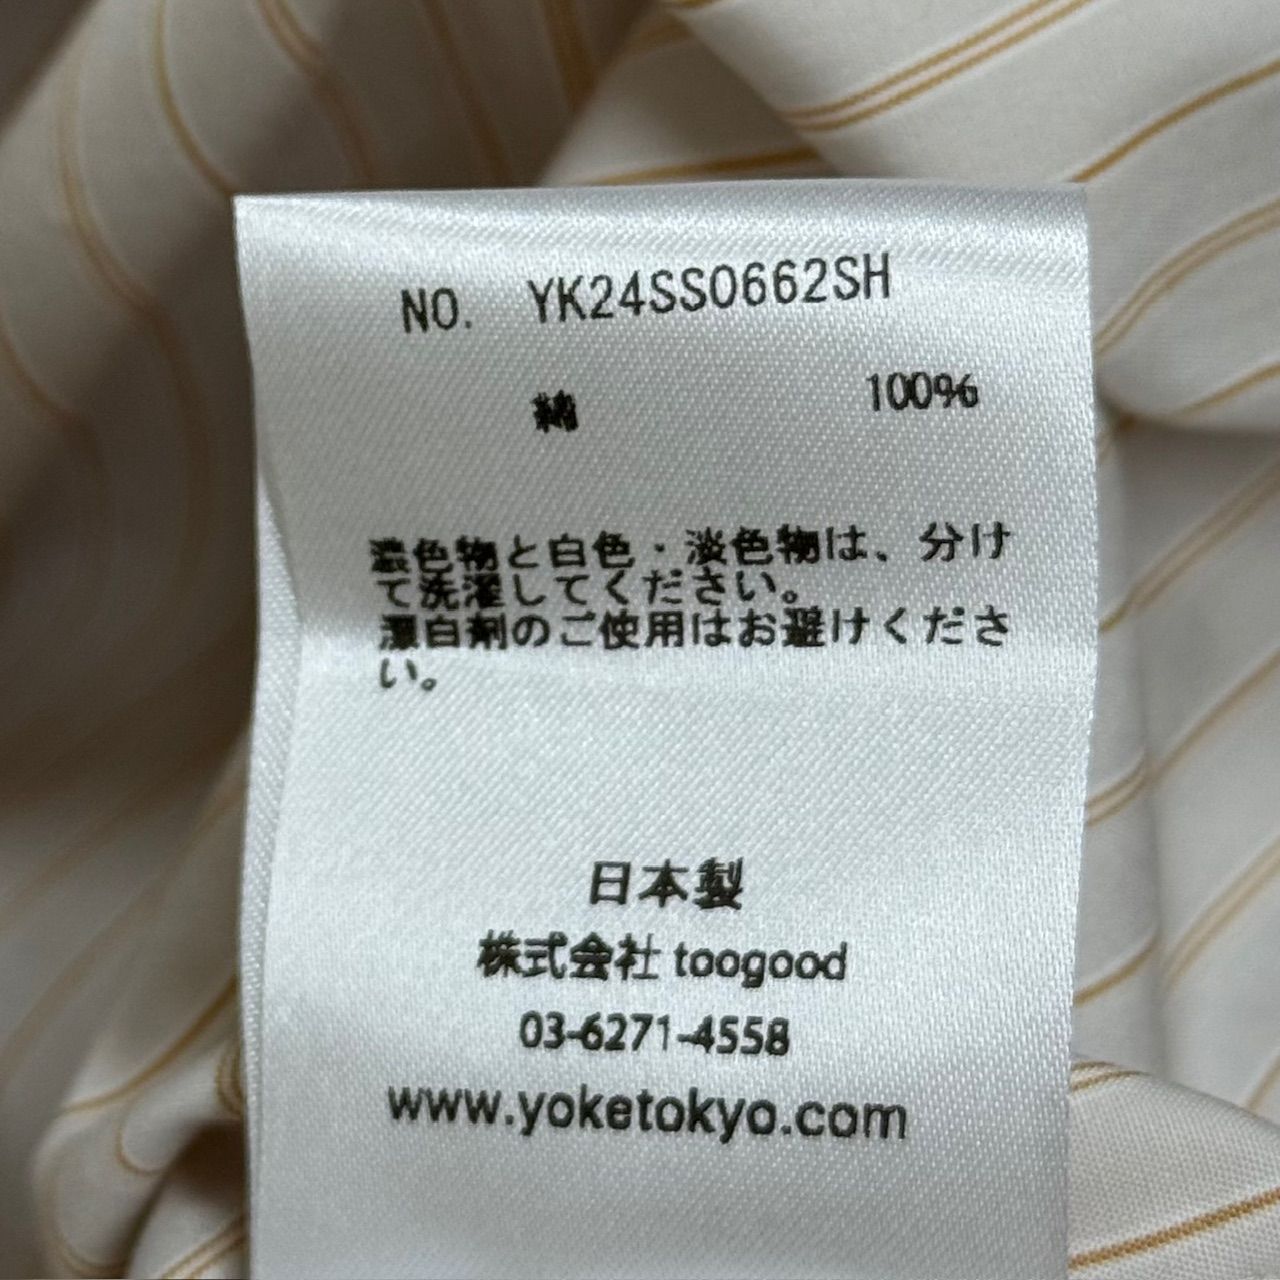 NO. YK24SS0662SH
綿 100%
濃色物と白色・淡色物は、分け
て洗濯してください。
漂白剤のご使用はお避けくださ
い。
日本製
株式会社 toogood
03-6271-4558
www.yoketokyo.com